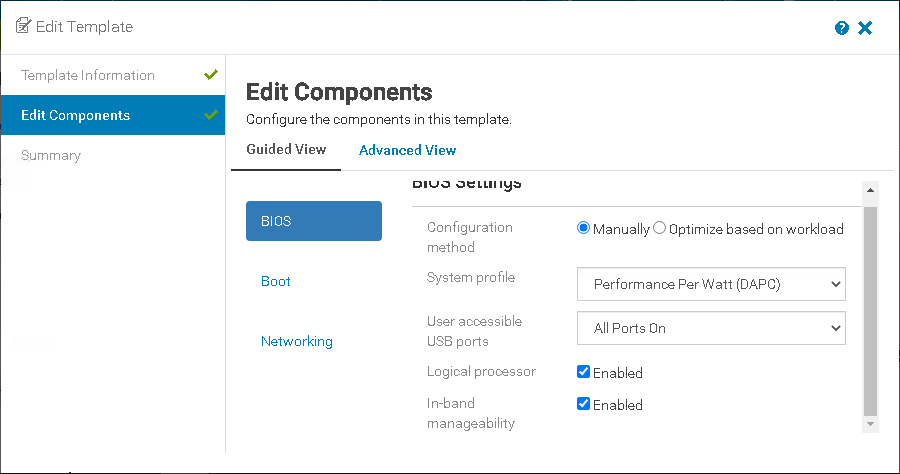 Edit Template
Template Information
Edit Components
Summary
Edit Components
Configure the components in this template.
Guided View
Advanced View
BIOS
Boot
Networking
BIOS Settings
Configuration
method
Manually
Optimize based on workload
System profile
Performance Per Watt (DAPC)
User accessible
USB ports
All Ports On
Logical processor
Enabled
In-band
manageability
Enabled